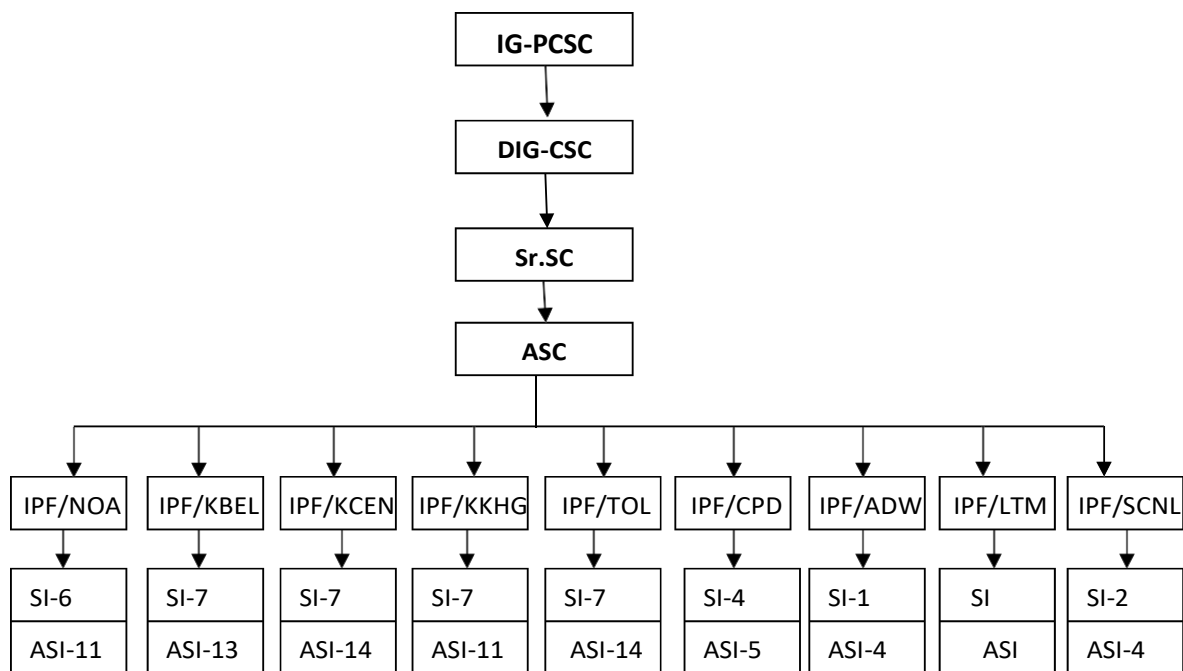 IG-PCSC
DIG-CSC
Sr.SC
ASC
IPF/NOA IPF/KBEL IPF/KCEN IPF/KKHG IPF/TOL IPF/CPD IPF/ADW IPF/LTM IPF/SCNL
SI-6 SI-7 SI-7 SI-7 SI-7 SI-4 SI-1 SI SI-2
ASI-11 ASI-13 ASI-14 ASI-11 ASI-14 ASI-5 ASI-4 ASI ASI-4